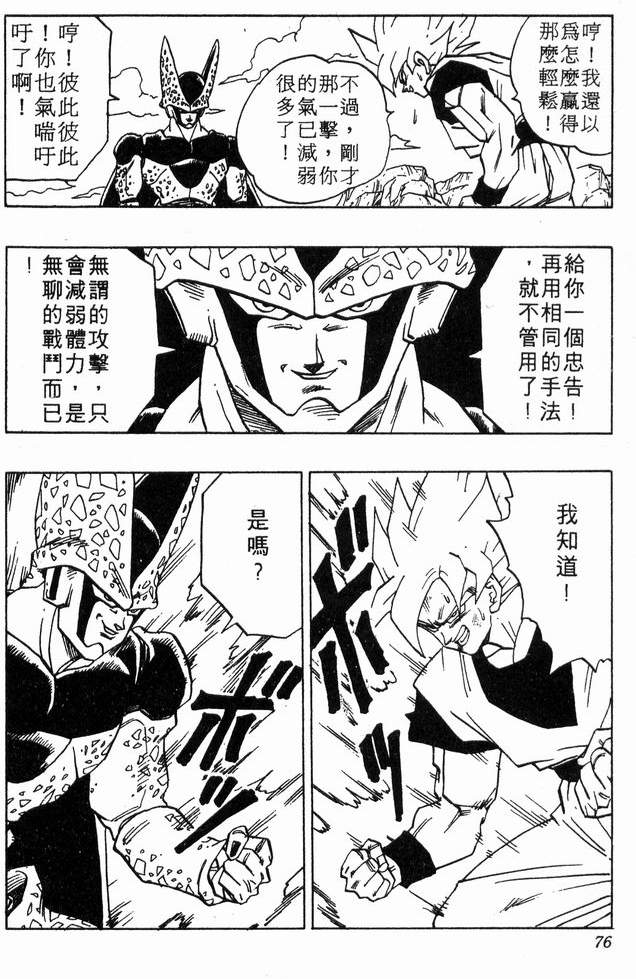 哼！我還以
爲怎麼贏得
那麼輕鬆！
不過，剛才
那一擊，你
的氣已減弱
很多了！
哼！彼此彼此
！你也氣喘吁
吁了啊！
給你一個忠告！
再用相同的手法
，就不管用了！
無謂的攻擊，只
會減弱體力，是
無聊的戰鬥而已
！
我知道！
ボッ
是嗎？
ボッ
76